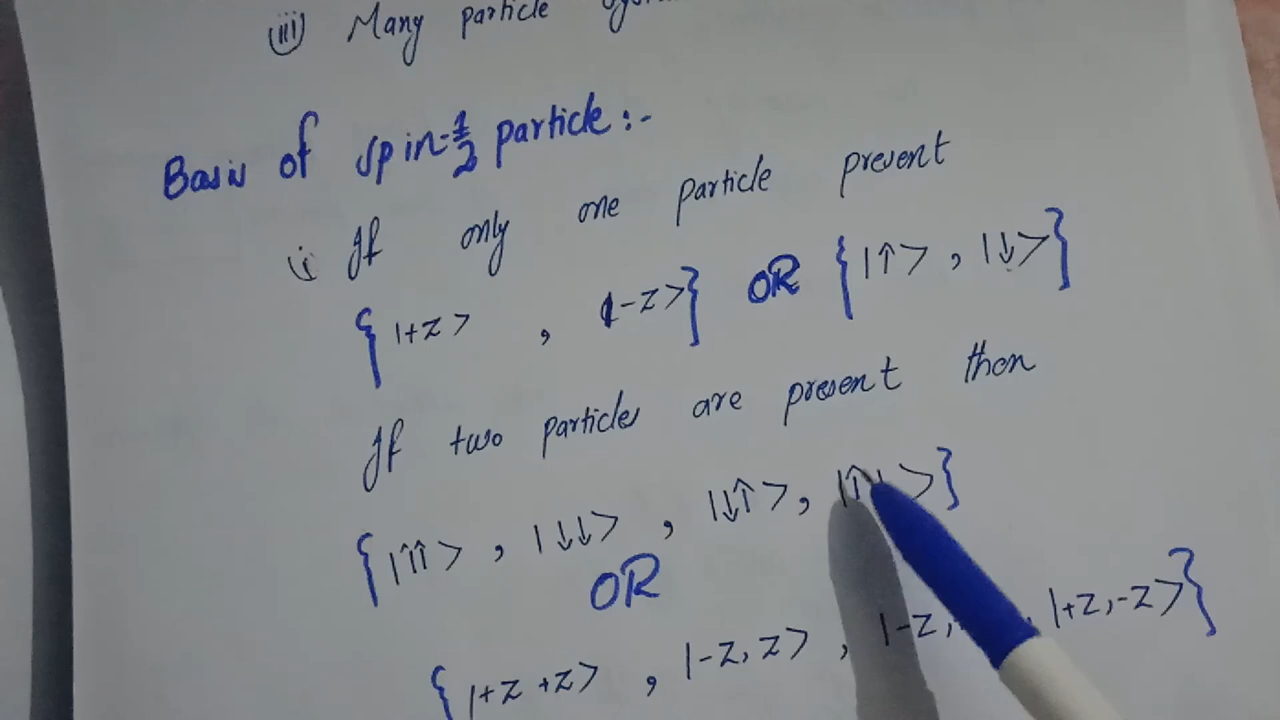 (iii) Many particle
Basis of spin-1/2 particle:-
(i) If only one particle present
{|+z> , |-z>} OR {|↑> , |↓>}
If two particles are present then
{|↑↑> , |↓↓> , |↓↑> , |↑ >}
OR
{|+z +z> , |-z, z> , |-z, , |+z,-z>}